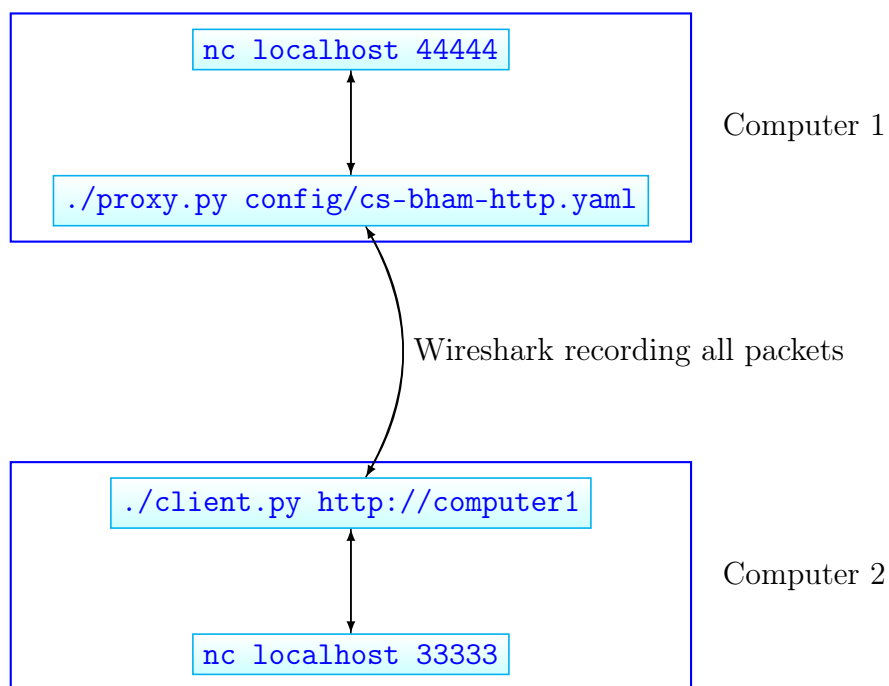 nc localhost 44444
Computer 1
./proxy.py config/cs-bham-http.yaml
Wireshark recording all packets
./client.py http://computer1
Computer 2
nc localhost 33333